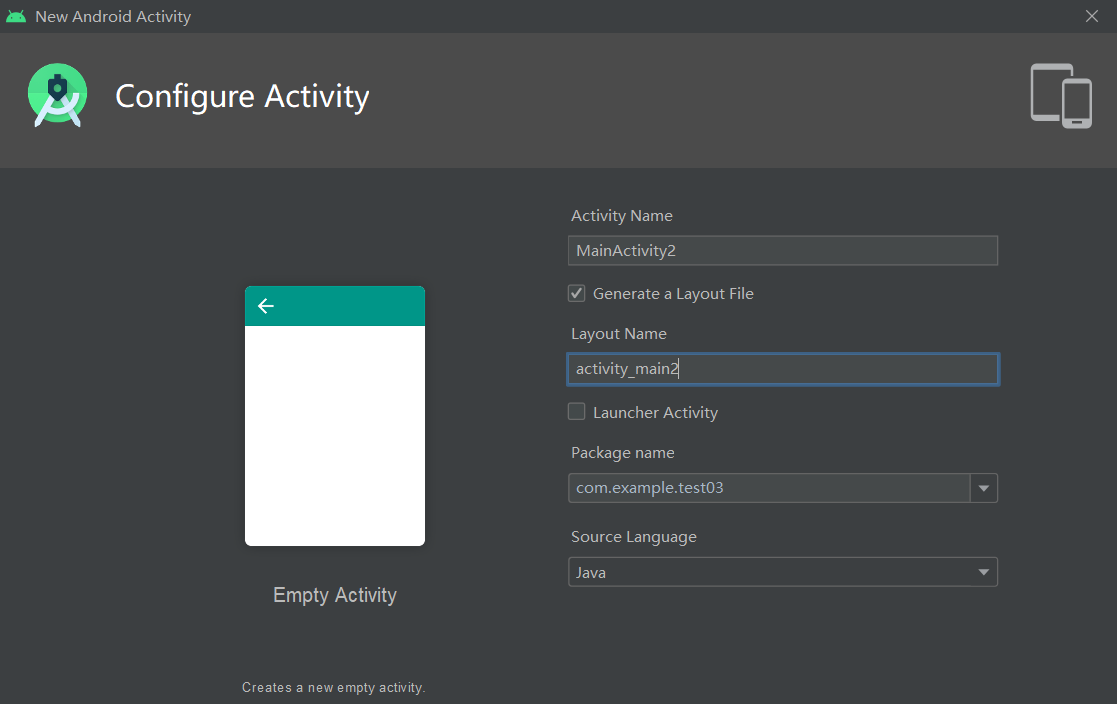 New Android Activity
Configure Activity
Activity Name
MainActivity2
Generate a Layout File
Layout Name
activity_main2
Launcher Activity
Package name
com.example.test03
Source Language
Java
Empty Activity
Creates a new empty activity.